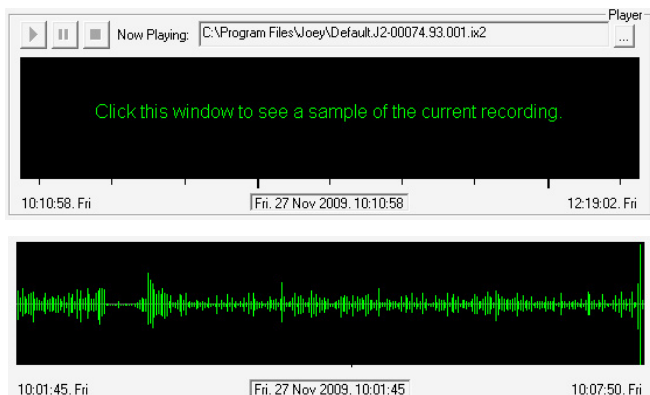 Player
Now Playing: C:\Program Files\Joey\Default.J2-00074.93.001.ix2 ...
Click this window to see a sample of the current recording.
10:10:58. Fri Fri. 27 Nov 2009. 10:10:58 12:19:02. Fri
10:01:45. Fri Fri. 27 Nov 2009. 10:01:45 10:07:50. Fri